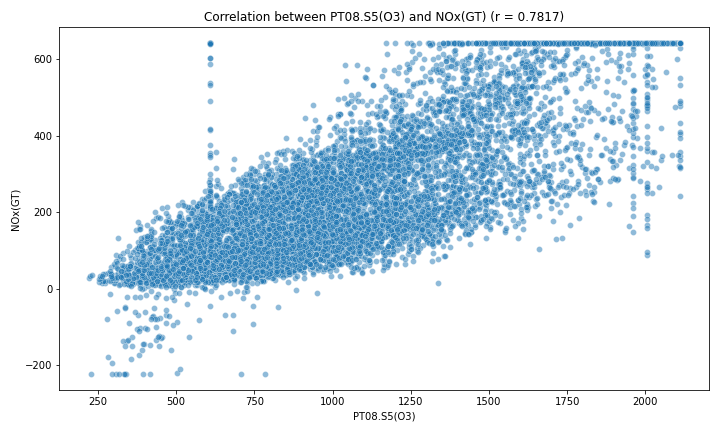 Correlation between PT08.S5(O3) and NOx(GT) (r = 0.7817)
600
400
200
0
−200
NOx(GT)
250 500 750 1000 1250 1500 1750 2000
PT08.S5(O3)